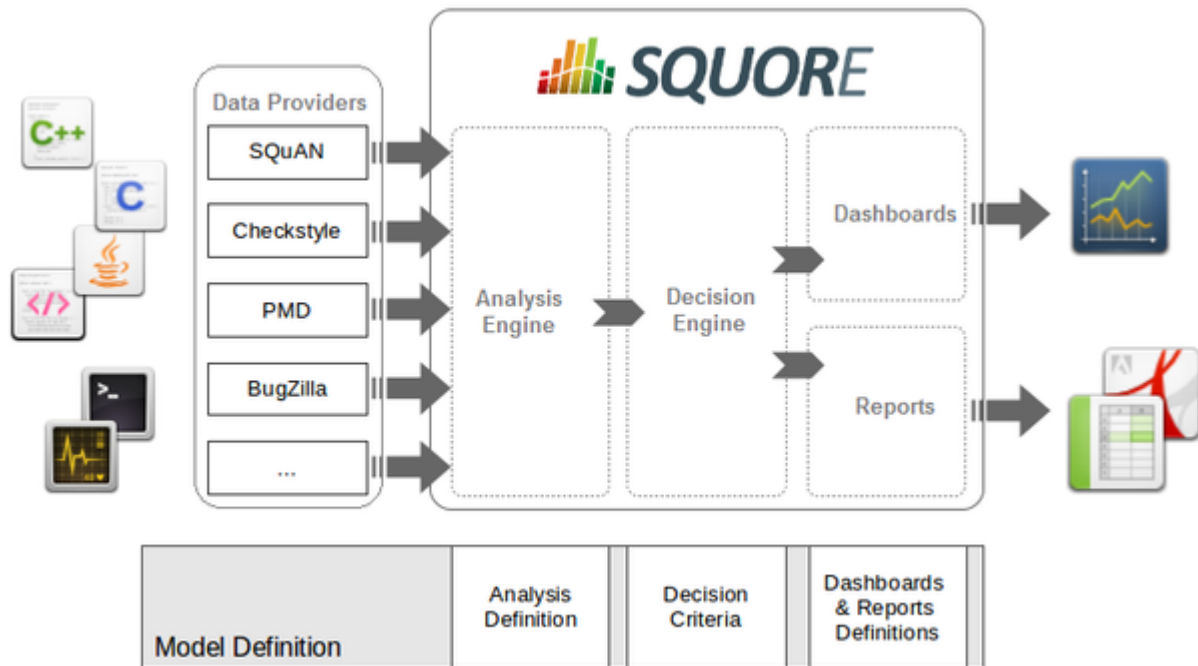 SQUORE
Data Providers
C++
SQuAN
C
Checkstyle
Dashboards
</>
PMD
Analysis
Engine
Decision
Engine
BugZilla
>_
Reports
...
Model Definition
Analysis
Definition
Decision
Criteria
Dashboards
& Reports
Definitions